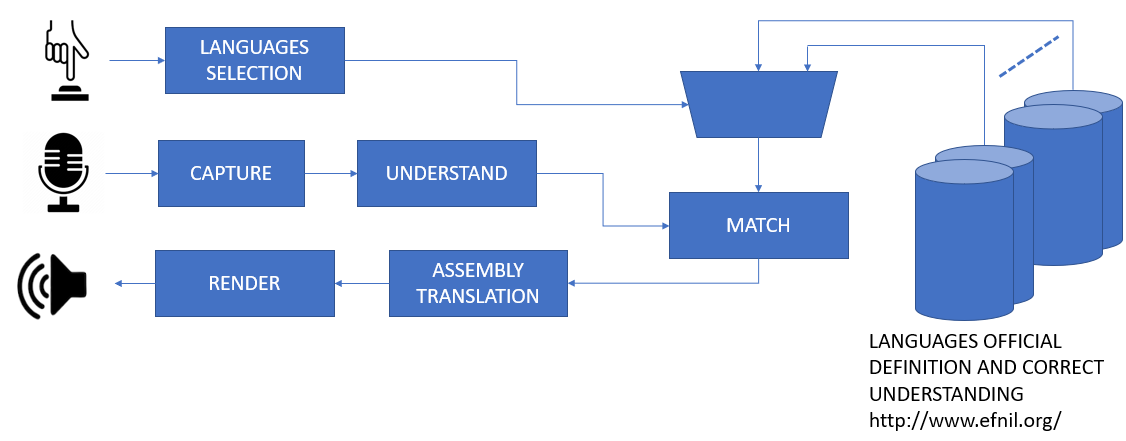 LANGUAGES
SELECTION
CAPTURE
UNDERSTAND
MATCH
RENDER
ASSEMBLY
TRANSLATION
LANGUAGES OFFICIAL
DEFINITION AND CORRECT
UNDERSTANDING
http://www.efnil.org/